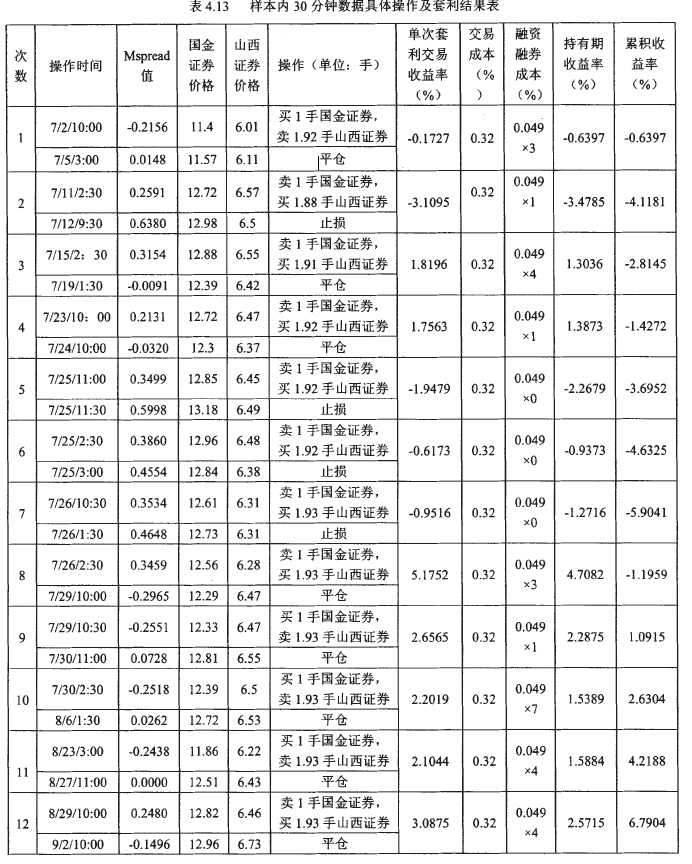 表 4.13 样本内 30 分钟数据具体操作及套利结果表
次数 操作时间 Mspread 值 国金证券价格 山西证券价格 操作（单位：手） 单次套利交易收益率（%） 交易成本（%） 融资融券成本（%） 持有期收益率（%） 累积收益率（%）
1 7/2/10:00 -0.2156 11.4 6.01 买 1 手国金证券，卖 1.92 手山西证券 -0.1727 0.32 0.049×3 -0.6397 -0.6397
7/5/3:00 0.0148 11.57 6.11 平仓
2 7/11/2:30 0.2591 12.72 6.57 卖 1 手国金证券，买 1.88 手山西证券 -3.1095 0.32 0.049×1 -3.4785 -4.1181
7/12/9:30 0.6380 12.98 6.5 止损
3 7/15/2：30 0.3154 12.88 6.55 卖 1 手国金证券，买 1.91 手山西证券 1.8196 0.32 0.049×4 1.3036 -2.8145
7/19/1:30 -0.0091 12.39 6.42 平仓
4 7/23/10：00 0.2131 12.72 6.47 卖 1 手国金证券，买 1.92 手山西证券 1.7563 0.32 0.049×1 1.3873 -1.4272
7/24/10:00 -0.0320 12.3 6.37 平仓
5 7/25/11:00 0.3499 12.85 6.45 卖 1 手国金证券，买 1.92 手山西证券 -1.9479 0.32 0.049×0 -2.2679 -3.6952
7/25/11:30 0.5998 13.18 6.49 止损
6 7/25/2:30 0.3860 12.96 6.48 卖 1 手国金证券，买 1.92 手山西证券 -0.6173 0.32 0.049×0 -0.9373 -4.6325
7/25/3:00 0.4554 12.84 6.38 止损
7 7/26/10:30 0.3534 12.61 6.31 卖 1 手国金证券，买 1.93 手山西证券 -0.9516 0.32 0.049×0 -1.2716 -5.9041
7/26/1:30 0.4648 12.73 6.31 止损
8 7/26/2:30 0.3459 12.56 6.28 卖 1 手国金证券，买 1.93 手山西证券 5.1752 0.32 0.049×3 4.7082 -1.1959
7/29/10:00 -0.2965 12.29 6.47 平仓
9 7/29/10:30 -0.2551 12.33 6.47 买 1 手国金证券，卖 1.93 手山西证券 2.6565 0.32 0.049×1 2.2875 1.0915
7/30/11:00 0.0728 12.81 6.55 平仓
10 7/30/2:30 -0.2518 12.39 6.5 买 1 手国金证券，卖 1.93 手山西证券 2.2019 0.32 0.049×7 1.5389 2.6304
8/6/1:30 0.0262 12.72 6.53 平仓
11 8/23/3:00 -0.2438 11.86 6.22 买 1 手国金证券，卖 1.93 手山西证券 2.1044 0.32 0.049×4 1.5884 4.2188
8/27/11:00 0.0000 12.51 6.43 平仓
12 8/29/10:00 0.2480 12.82 6.46 卖 1 手国金证券，买 1.93 手山西证券 3.0875 0.32 0.049×4 2.5715 6.7904
9/2/10:00 -0.1496 12.96 6.73 平仓